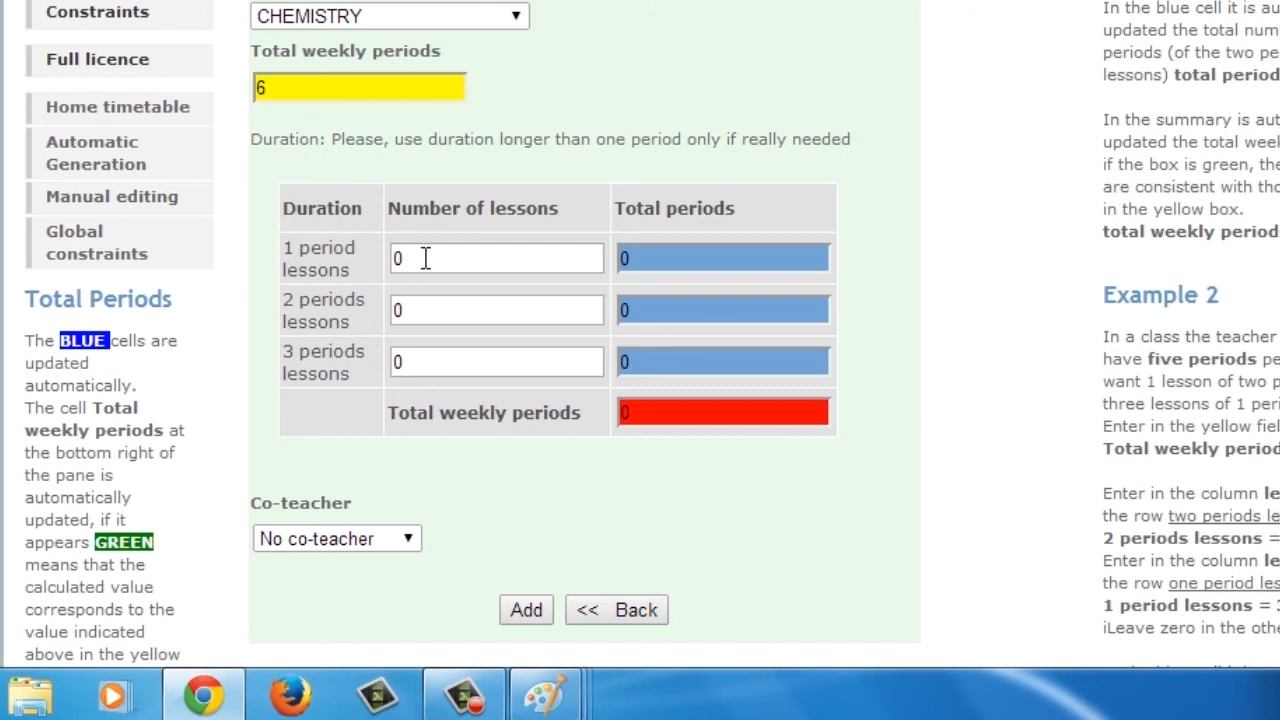 Constraints
Full licence
Home timetable
Automatic
Generation
Manual editing
Global
constraints
Total Periods
The BLUE cells are
updated
automatically.
The cell Total
weekly periods at
the bottom right of
the pane is
automatically
updated, if it
appears GREEN
means that the
calculated value
corresponds to the
value indicated
above in the yellow
CHEMISTRY
Total weekly periods
6
Duration: Please, use duration longer than one period only if really needed
Duration Number of lessons Total periods
1 period
lessons 0 0
2 periods
lessons 0 0
3 periods
lessons 0 0
Total weekly periods 0
Co-teacher
No co-teacher
Add << Back
In the blue cell it is au
updated the total num
periods (of the two pe
lessons) total period
In the summary is aut
updated the total week
if the box is green, the
are consistent with tho
in the yellow box.
total weekly periods
Example 2
In a class the teacher
have five periods pe
want 1 lesson of two p
three lessons of 1 peri
Enter in the yellow fiel
Total weekly period
Enter in the column le
the row two periods le
2 periods lessons =
Enter in the column le
the row one period les
1 period lessons = 3
iLeave zero in the othe